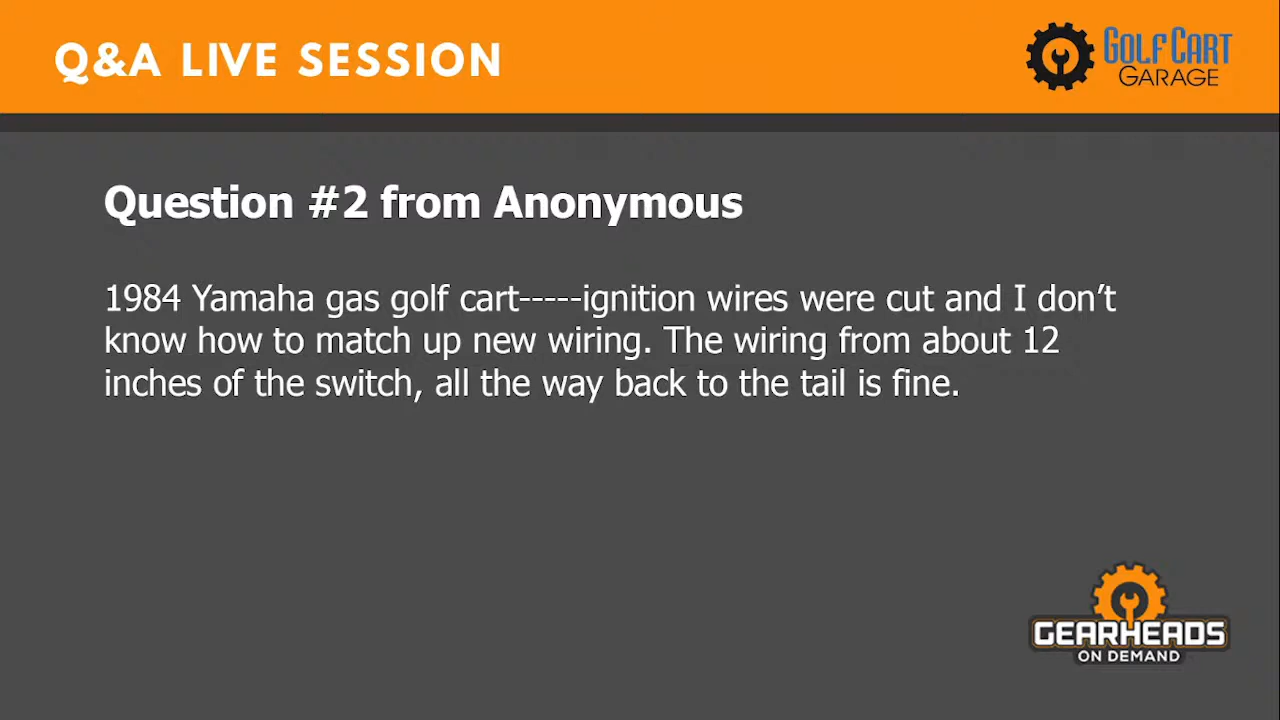 Q&A LIVE SESSION
GOLF CART
GARAGE
Question #2 from Anonymous
1984 Yamaha gas golf cart-----ignition wires were cut and I don’t
know how to match up new wiring. The wiring from about 12
inches of the switch, all the way back to the tail is fine.
GEARHEADS
ON DEMAND